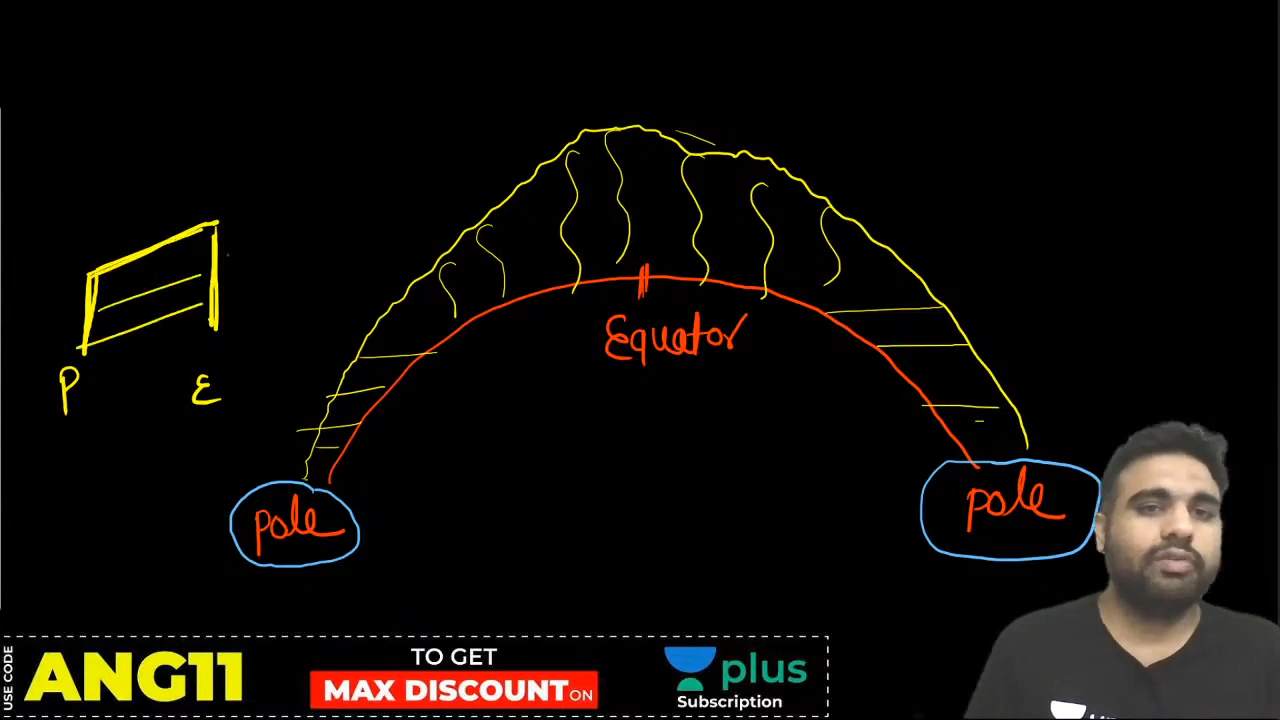 Equator
P
E
pole
pole
USE CODE
ANG11
TO GET
MAX DISCOUNT ON
plus
Subscription